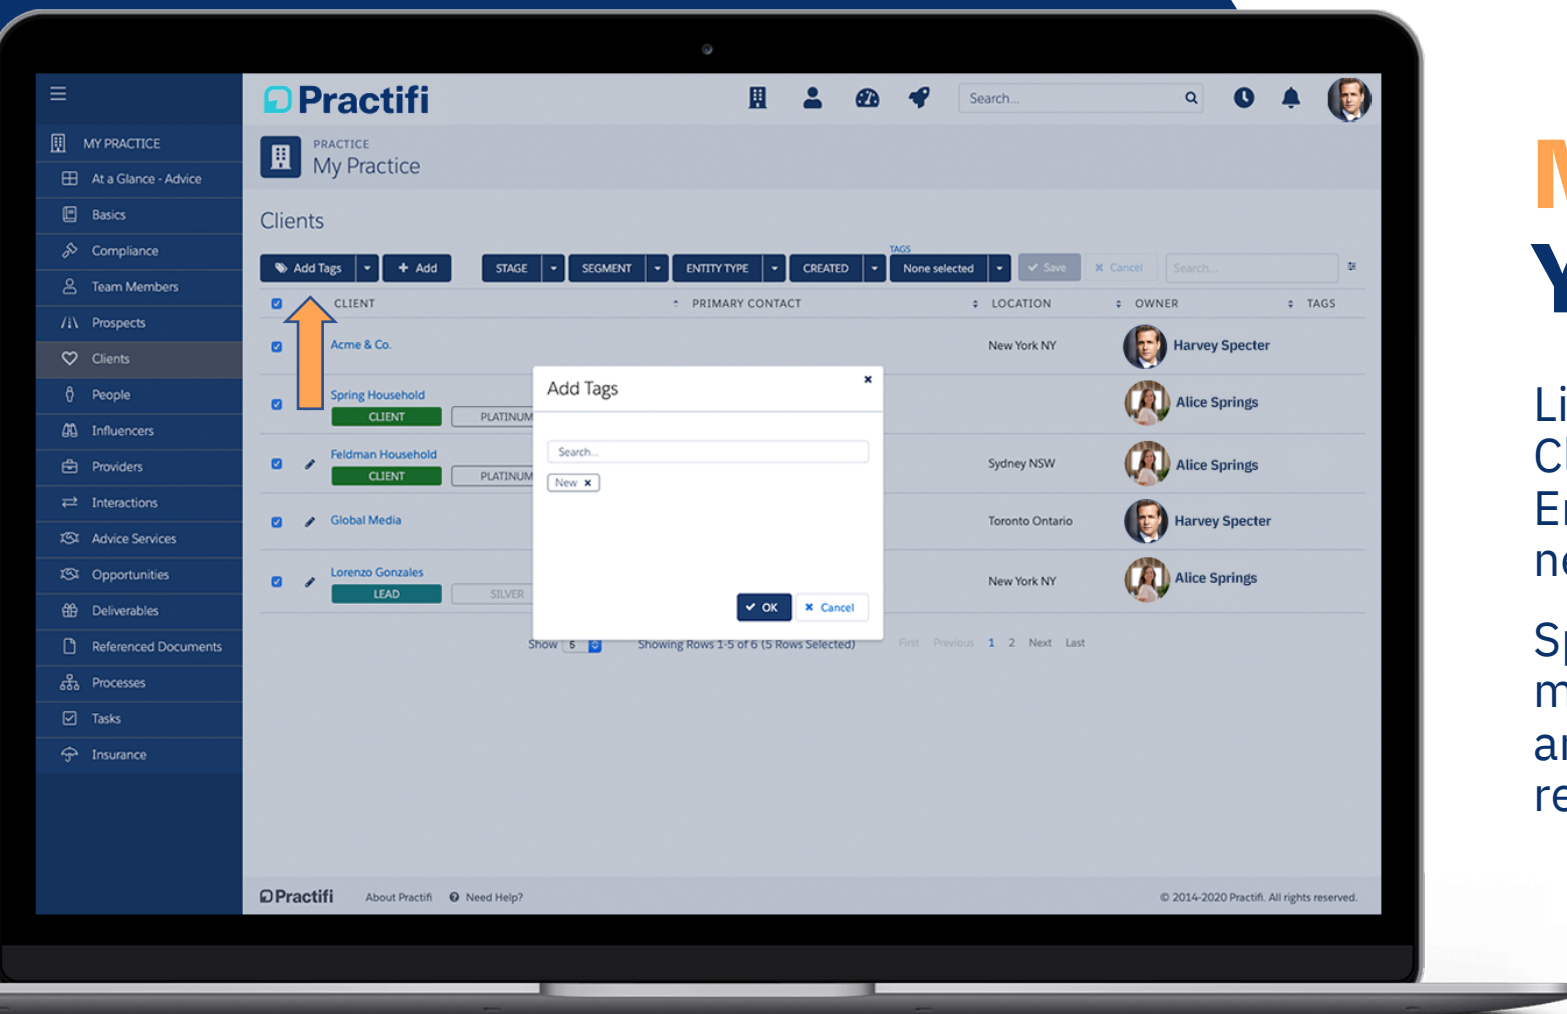 Practifi
Search...
MY PRACTICE
At a Glance - Advice
Basics
Compliance
Team Members
Prospects
Clients
People
Influencers
Providers
Interactions
Advice Services
Opportunities
Deliverables
Referenced Documents
Processes
Tasks
Insurance
PRACTICE
My Practice
Clients
TAGS
Add Tags + Add STAGE SEGMENT ENTITY TYPE CREATED None selected Save Cancel Search...
CLIENT PRIMARY CONTACT LOCATION OWNER TAGS
Acme & Co. New York NY Harvey Specter
Spring Household Alice Springs
CLIENT PLATINUM
Feldman Household Sydney NSW Alice Springs
CLIENT PLATINUM
Global Media Toronto Ontario Harvey Specter
Lorenzo Gonzales New York NY Alice Springs
LEAD SILVER
Add Tags
Search...
New
OK Cancel
Show 5 Showing Rows 1-5 of 6 (5 Rows Selected) First Previous 1 2 Next Last
Practifi About Practifi Need Help? © 2014-2020 Practifi. All rights reserved.
M
Y